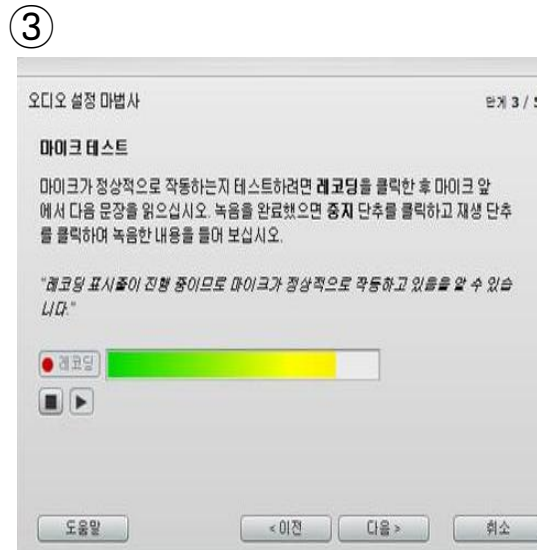 ③
오디오 설정 마법사
단계 3 / 5
마이크 테스트
마이크가 정상적으로 작동하는지 테스트하려면 레코딩을 클릭한 후 마이크 앞
에서 다음 문장을 읽으십시오. 녹음을 완료했으면 중지 단추를 클릭하고 재생 단추
를 클릭하여 녹음한 내용을 들어 보십시오.
"레코딩 표시줄이 진행 중이므로 마이크가 정상적으로 작동하고 있음을 알 수 있습
니다."
레코딩
도움말
< 이전
다음 >
취소